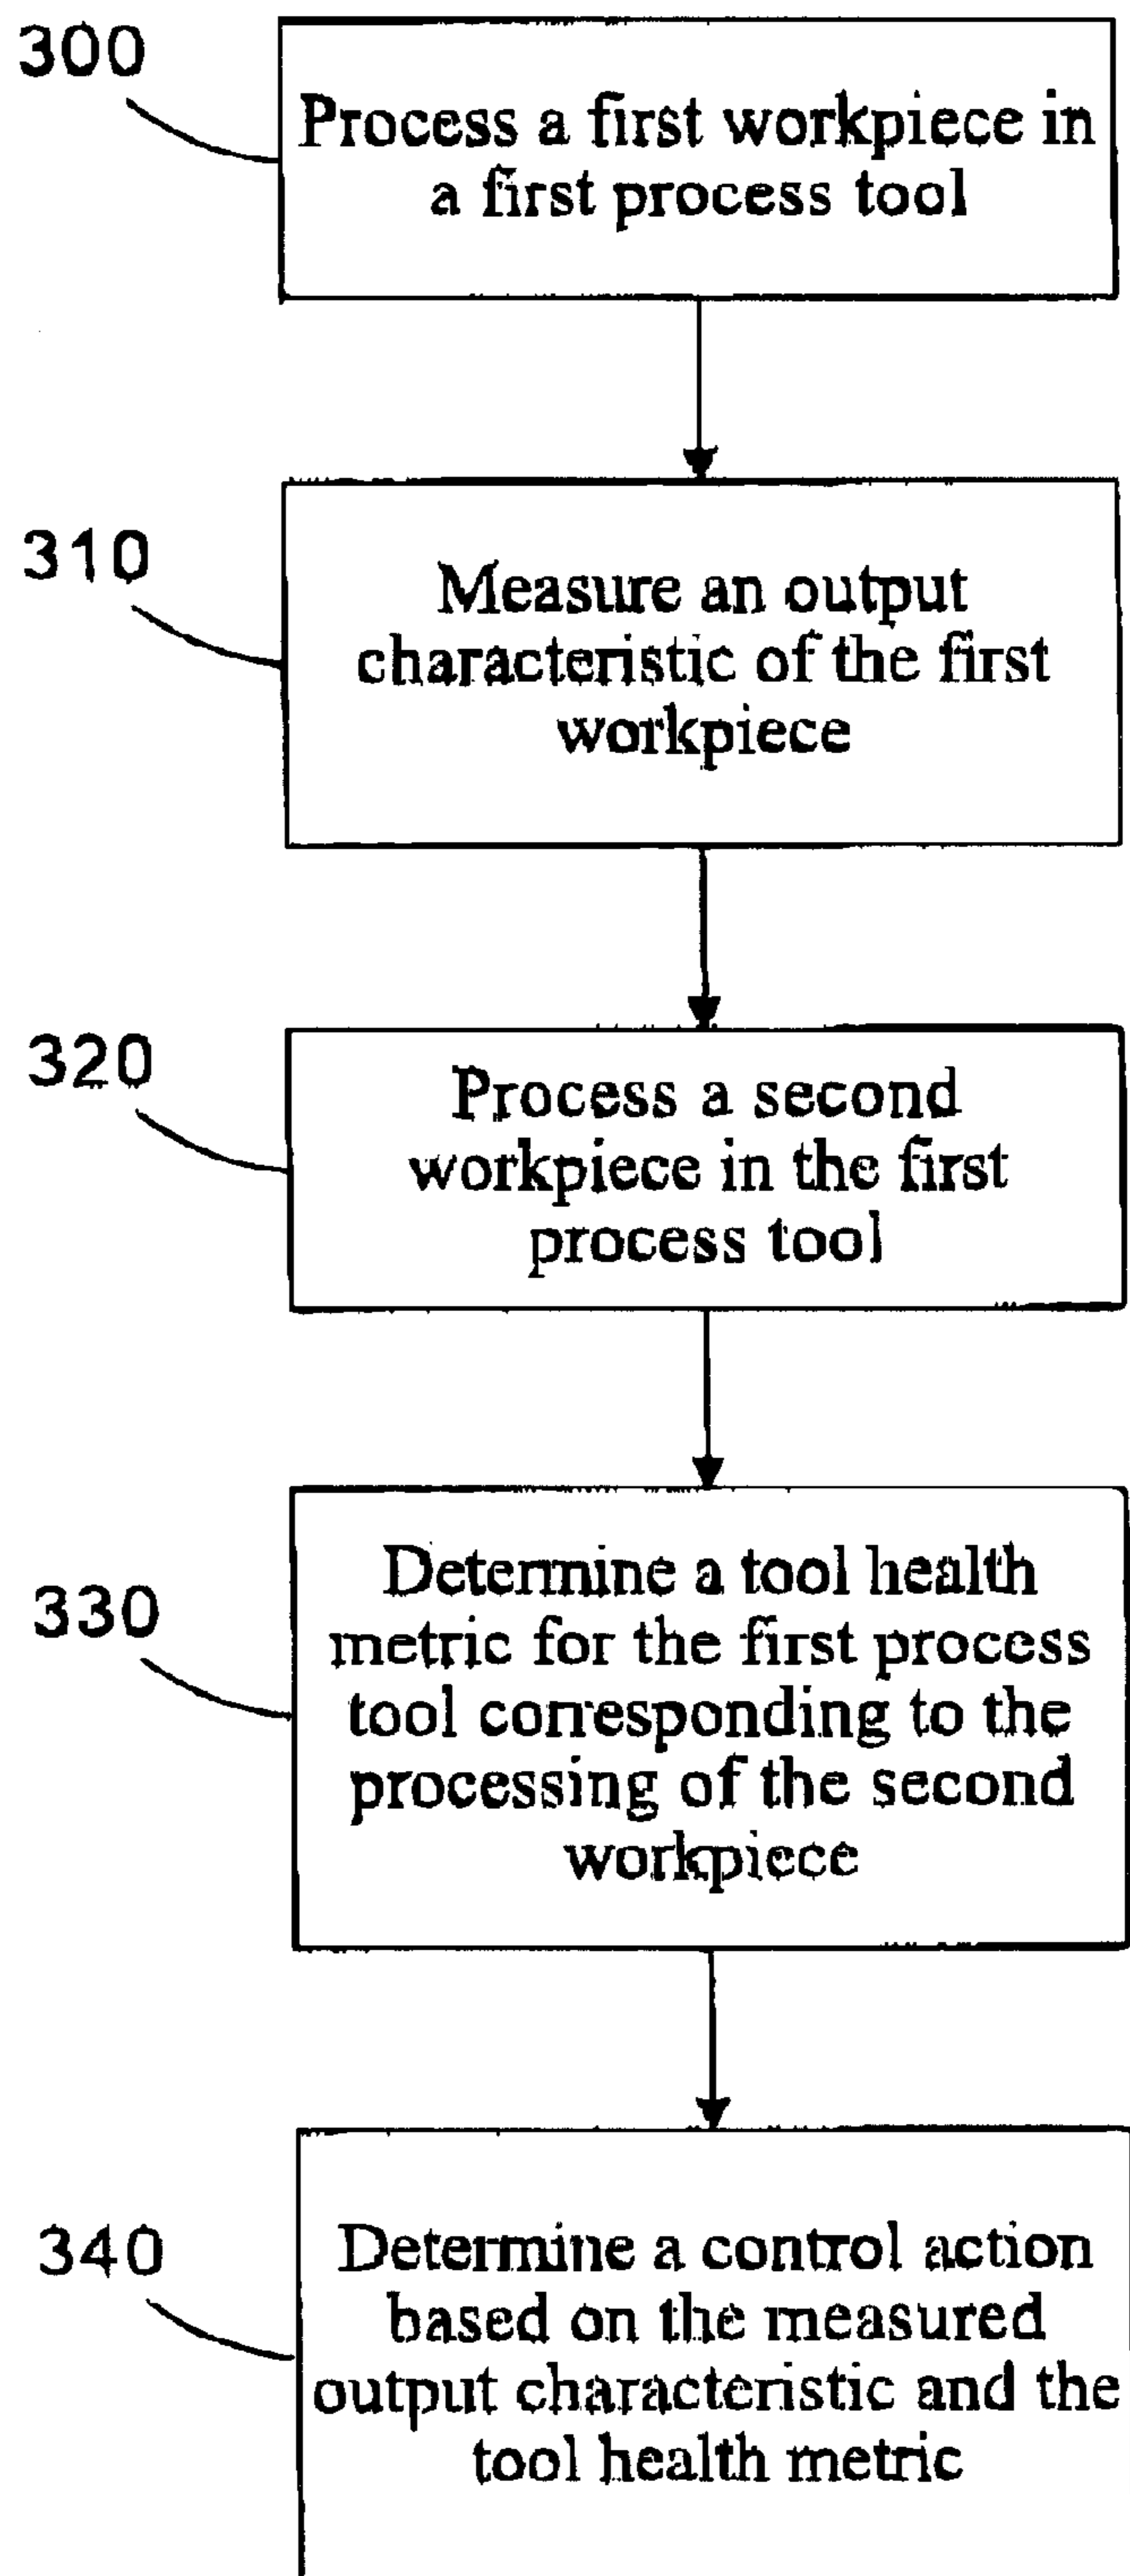 300
Process a first workpiece in
a first process tool
310
Measure an output
characteristic of the first
workpiece
320
Process a second
workpiece in the first
process tool
330
Determine a tool health
metric for the first process
tool corresponding to the
processing of the second
workpiece
340
Determine a control action
based on the measured
output characteristic and the
tool health metric